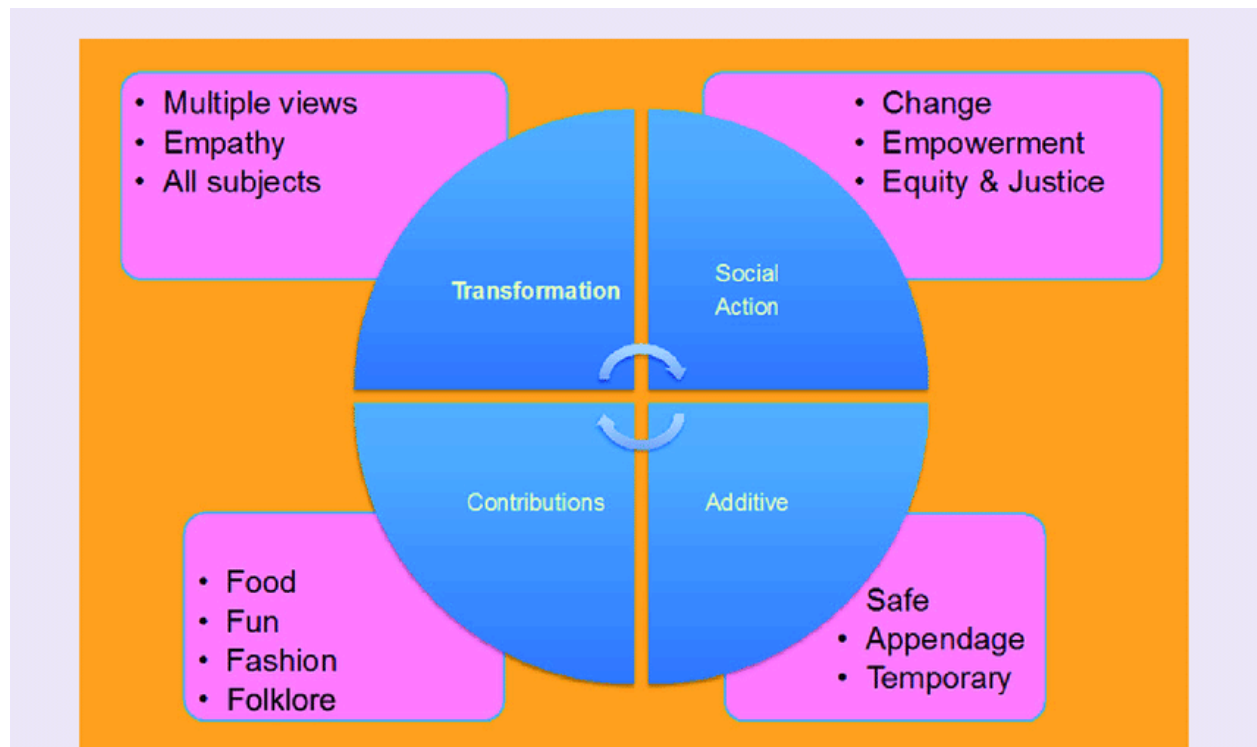 • Multiple views
• Empathy
• All subjects
• Change
• Empowerment
• Equity & Justice
Transformation
Social
Action
Contributions
Additive
• Food
• Fun
• Fashion
• Folklore
Safe
• Appendage
• Temporary